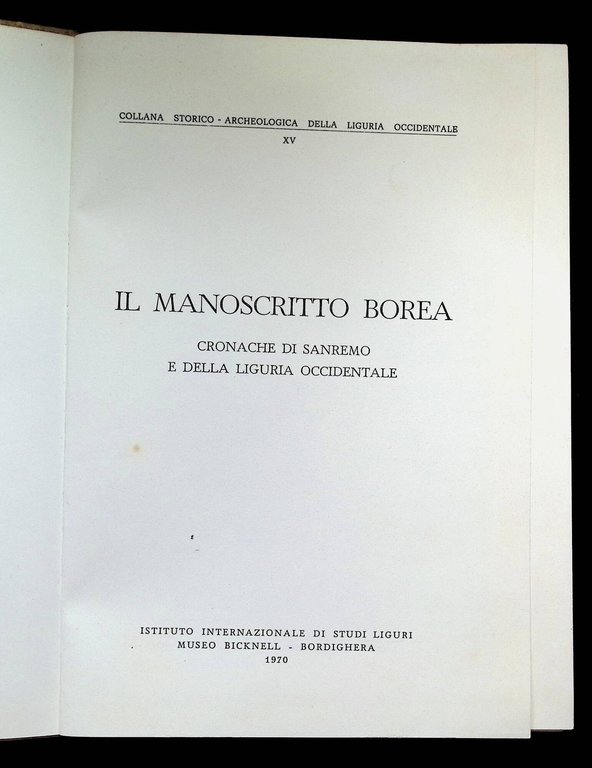 COLLANA STORICO - ARCHEOLOGICA DELLA LIGURIA OCCIDENTALE
XV
IL MANOSCRITTO BOREA
CRONACHE DI SANREMO
E DELLA LIGURIA OCCIDENTALE
ISTITUTO INTERNAZIONALE DI STUDI LIGURI
MUSEO BICKNELL - BORDIGHERA
1970